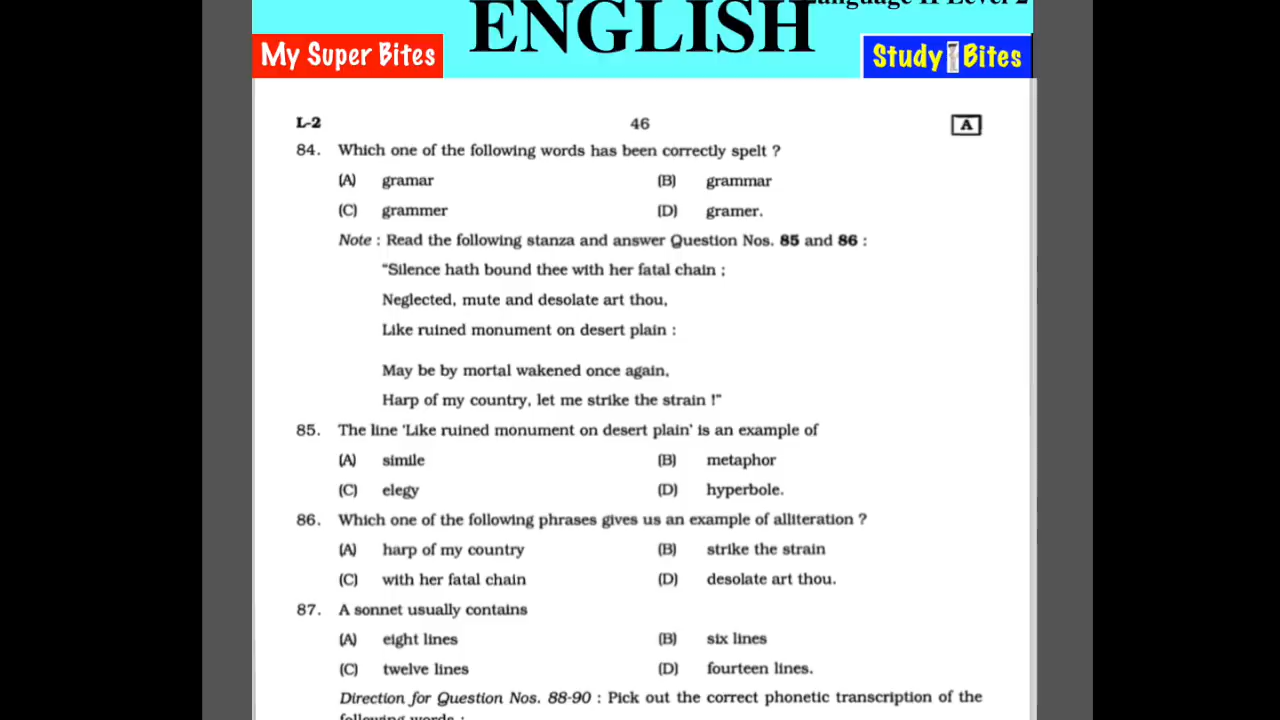 Language II Level 2
ENGLISH
My Super Bites
Study Bites
L-2 46 A
84. Which one of the following words has been correctly spelt ?
(A) gramar (B) grammar
(C) grammer (D) gramer.
Note : Read the following stanza and answer Question Nos. 85 and 86 :
“Silence hath bound thee with her fatal chain ;
Neglected, mute and desolate art thou,
Like ruined monument on desert plain :
May be by mortal wakened once again,
Harp of my country, let me strike the strain !”
85. The line ‘Like ruined monument on desert plain’ is an example of
(A) simile (B) metaphor
(C) elegy (D) hyperbole.
86. Which one of the following phrases gives us an example of alliteration ?
(A) harp of my country (B) strike the strain
(C) with her fatal chain (D) desolate art thou.
87. A sonnet usually contains
(A) eight lines (B) six lines
(C) twelve lines (D) fourteen lines.
Direction for Question Nos. 88-90 : Pick out the correct phonetic transcription of the
following words :